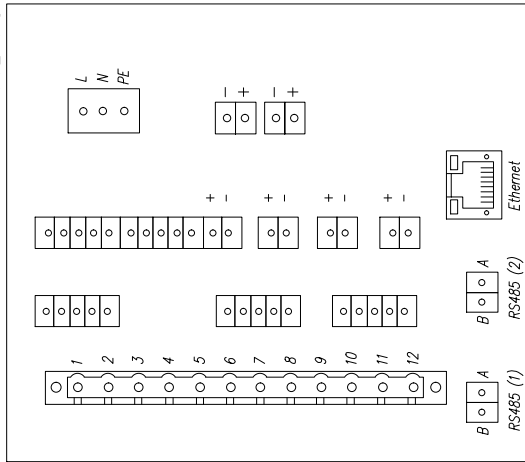 L N PE
− + − +
+ − + − + − + −
Ethernet
A
B
RS485 (2)
1 2 3 4 5 6 7 8 9 10 11 12
A
B
RS485 (1)